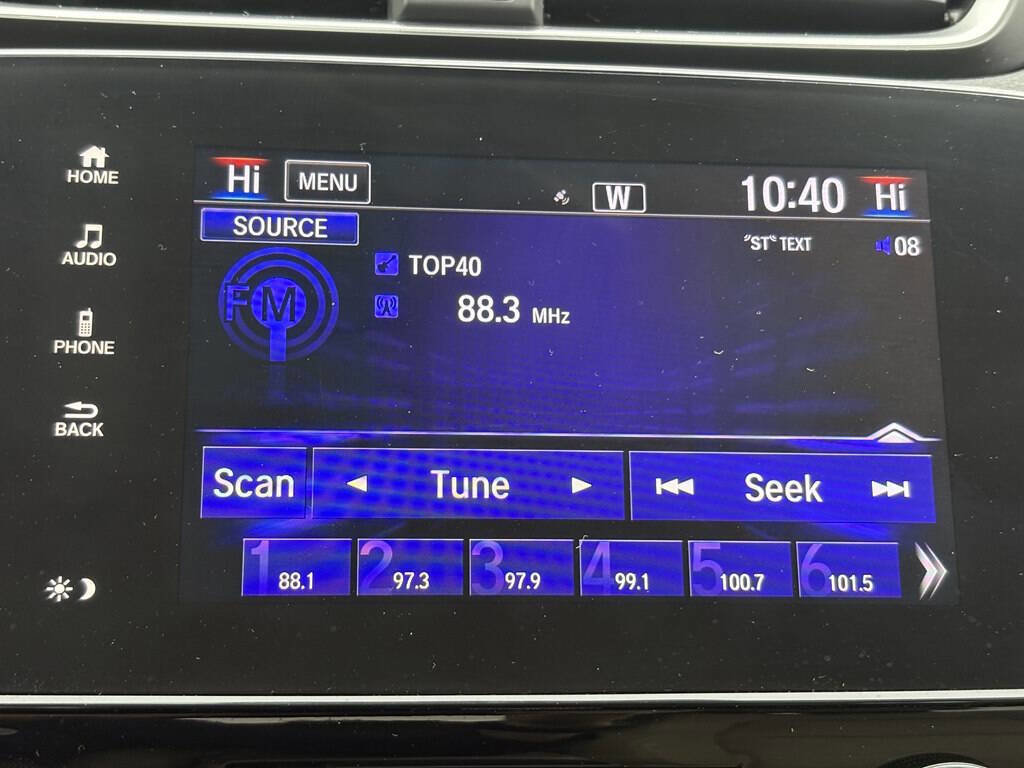 HOME
AUDIO
PHONE
BACK
Hi MENU W 10:40 Hi
SOURCE
"ST" TEXT 08
FM
TOP40
88.3 MHz
Scan Tune Seek
1 88.1 2 97.3 3 97.9 4 99.1 5 100.7 6 101.5